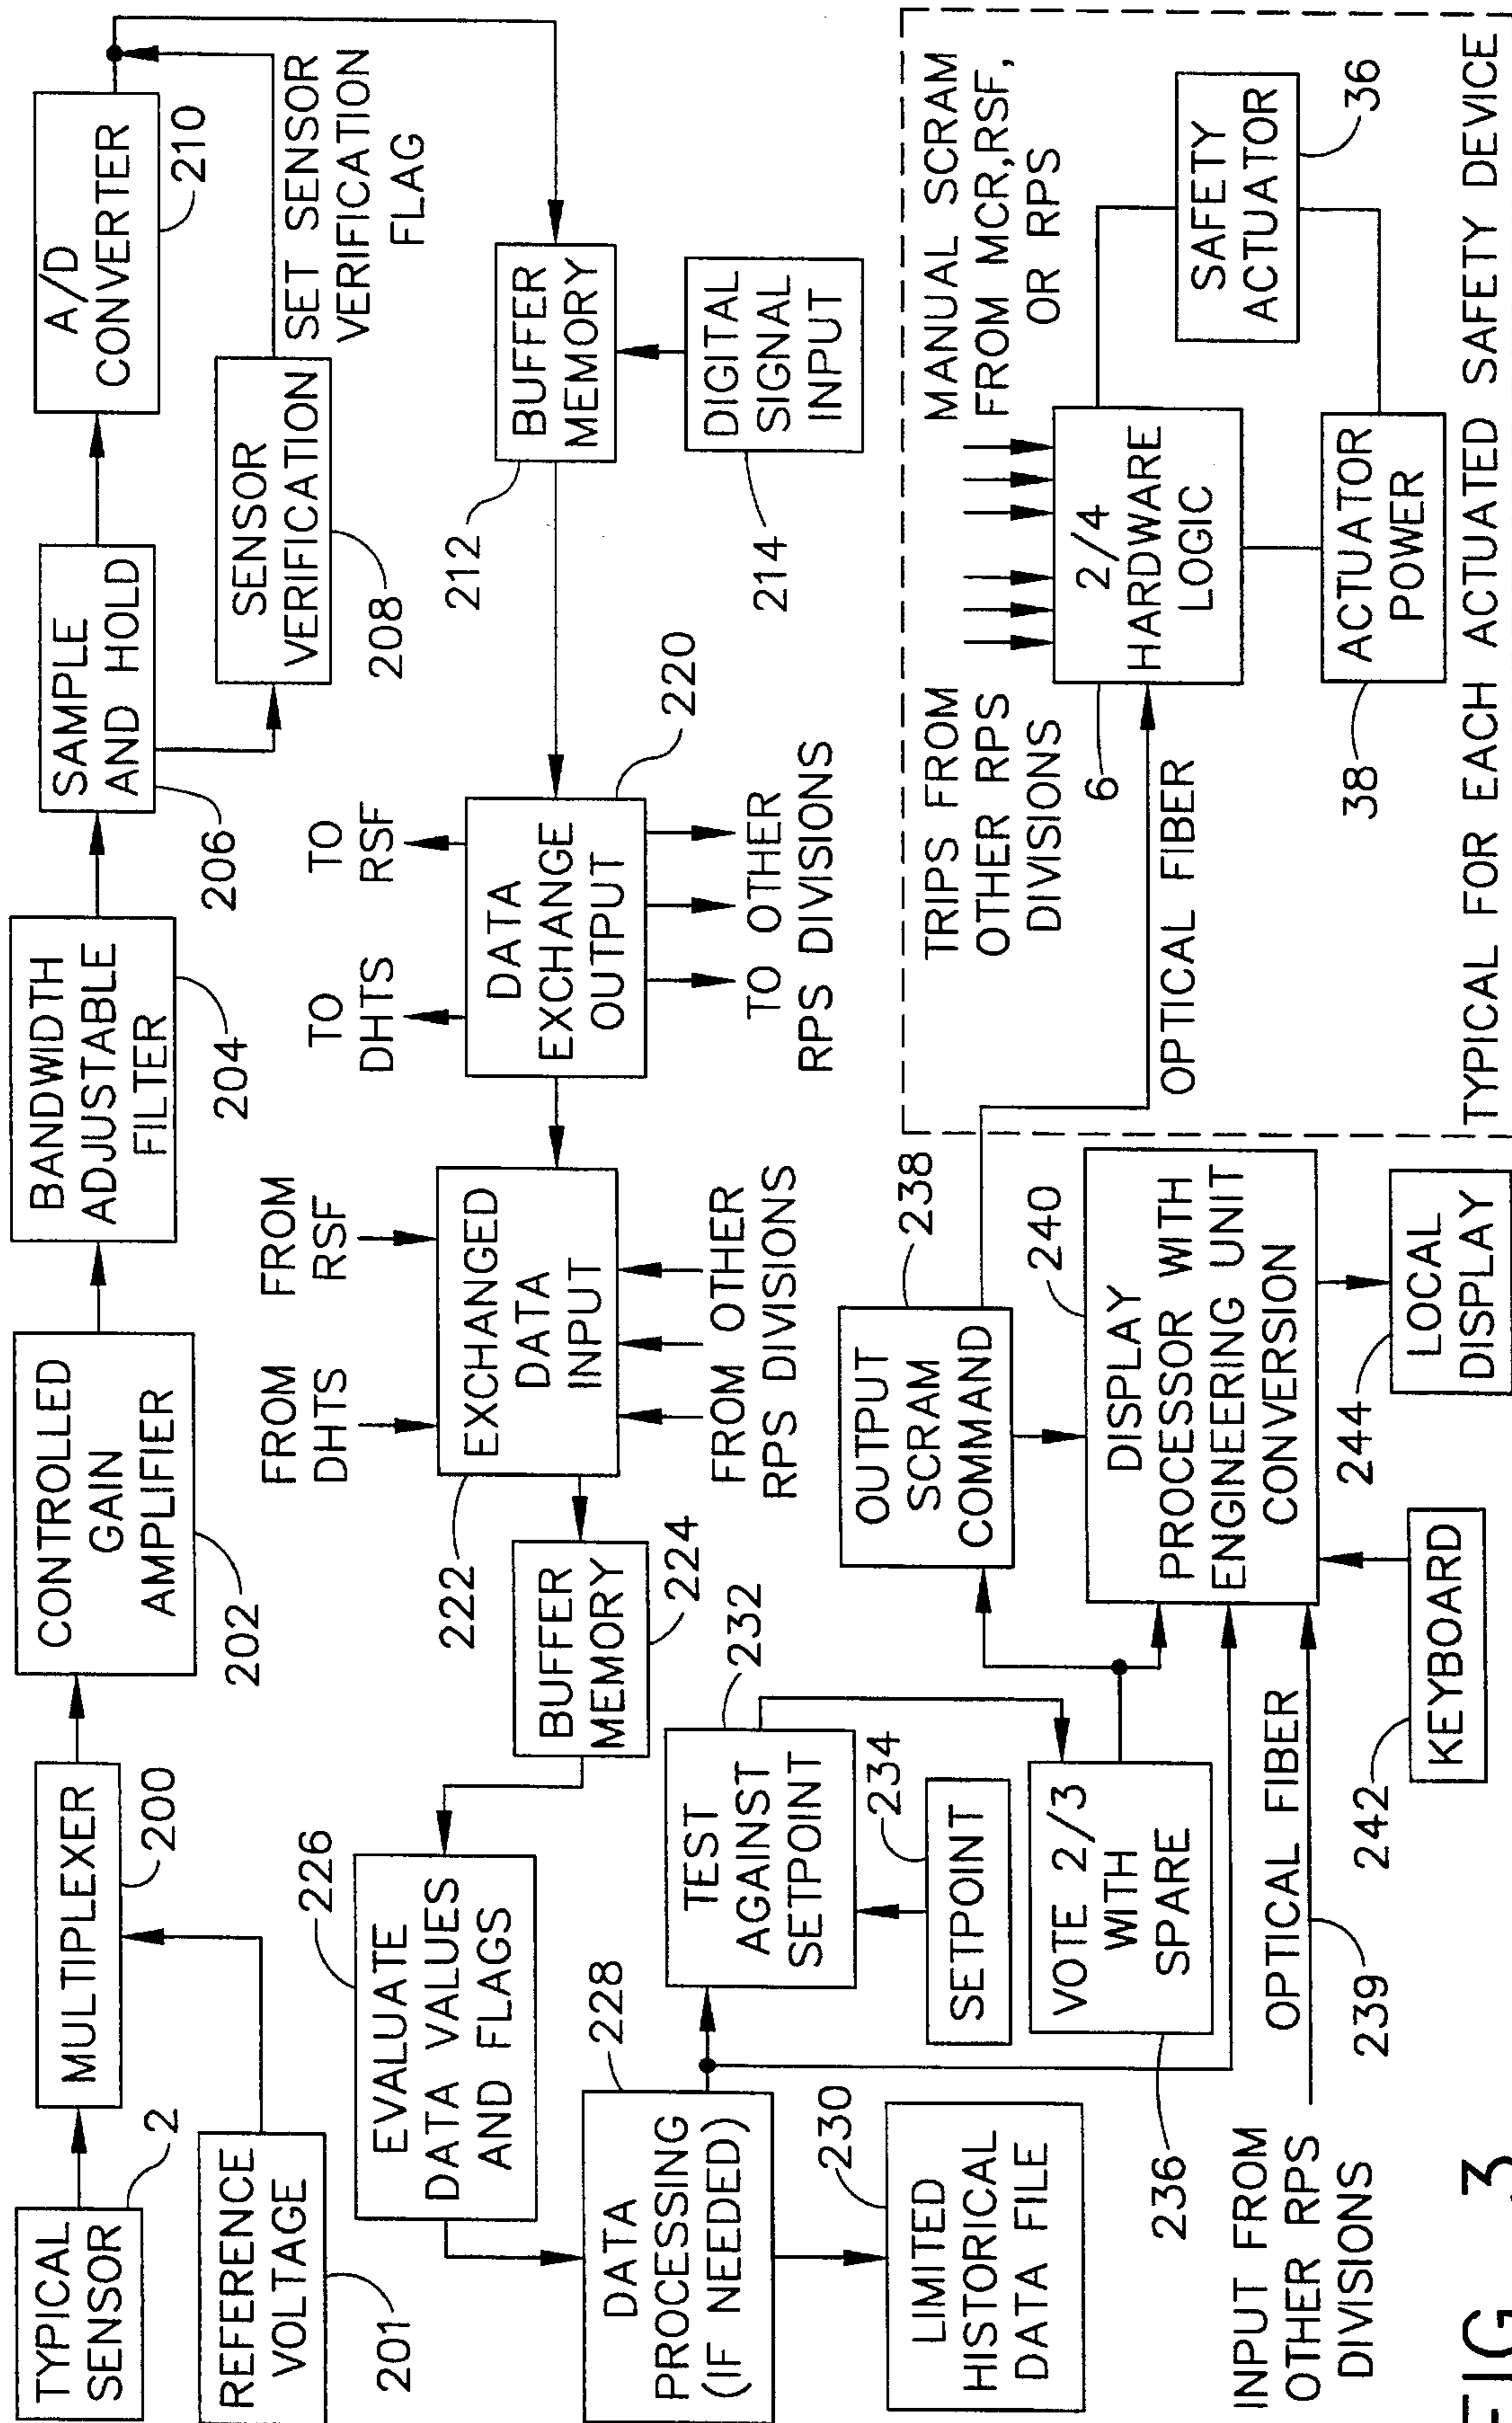 TYPICAL
SENSOR
2
REFERENCE
VOLTAGE
201
MULTIPLEXER
200
CONTROLLED
GAIN
AMPLIFIER
202
BANDWIDTH
ADJUSTABLE
FILTER
204
SAMPLE
AND HOLD
206
SENSOR
VERIFICATION
208
A/D
CONVERTER
210
SET SENSOR
VERIFICATION
FLAG
BUFFER
MEMORY
212
DIGITAL
SIGNAL
INPUT
214
TO
RSF
TO
DHTS
DATA
EXCHANGE
OUTPUT
220
TO OTHER
RPS DIVISIONS
FROM
RSF
FROM
DHTS
EXCHANGED
DATA
INPUT
222
FROM OTHER
RPS DIVISIONS
BUFFER
MEMORY
224
EVALUATE
DATA VALUES
AND FLAGS
226
DATA
PROCESSING
(IF NEEDED)
228
LIMITED
HISTORICAL
DATA FILE
230
TEST
AGAINST
SETPOINT
232
SETPOINT
234
VOTE 2/3
WITH
SPARE
236
OUTPUT
SCRAM
COMMAND
238
INPUT FROM
OTHER RPS
DIVISIONS
OPTICAL FIBER
239
DISPLAY
PROCESSOR WITH
ENGINEERING UNIT
CONVERSION
240
KEYBOARD
242
LOCAL
DISPLAY
244
OPTICAL FIBER
TRIPS FROM
OTHER RPS
DIVISIONS
MANUAL SCRAM
FROM MCR,RSF,
OR RPS
2/4
HARDWARE
LOGIC
6
SAFETY
ACTUATOR
36
ACTUATOR
POWER
38
TYPICAL FOR EACH ACTUATED SAFETY DEVICE
FIG. 3